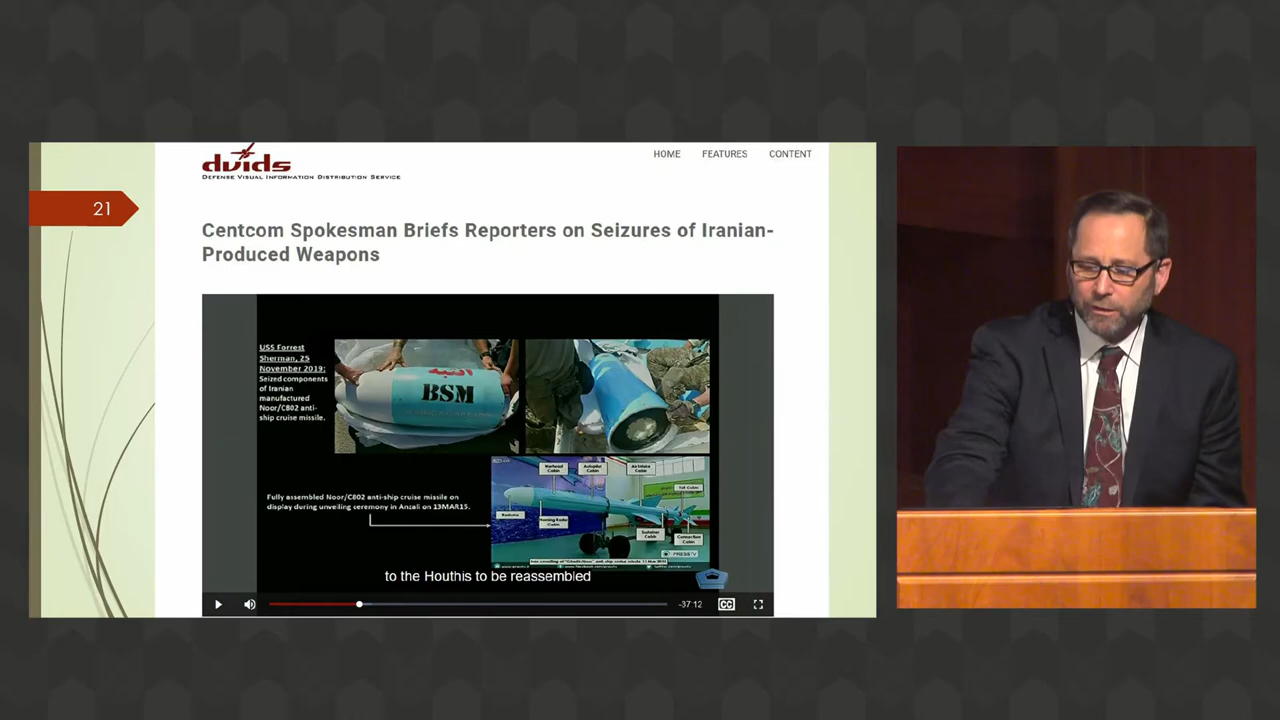 dvids
DEFENSE VISUAL INFORMATION DISTRIBUTION SERVICE
HOME FEATURES CONTENT
21
Centcom Spokesman Briefs Reporters on Seizures of Iranian-
Produced Weapons
USS Forrest
Sherman, 25
November 2019:
Seized components
of Iranian
manufactured
Noor/C802 anti-
ship cruise missile.
BSM
Warhead
Cabin
Autopilot
Cabin
Air Intake
Cabin
Fully assembled Noor/C802 anti-ship cruise missile on
display during unveiling ceremony in Anzali on 13MAR15.
Radome
Homing Radar
Cabin
Tail Cabin
Sustainer
Cabin
Connection
Cabin
PRESSTV
to the Houthis to be reassembled
-37:12
CC